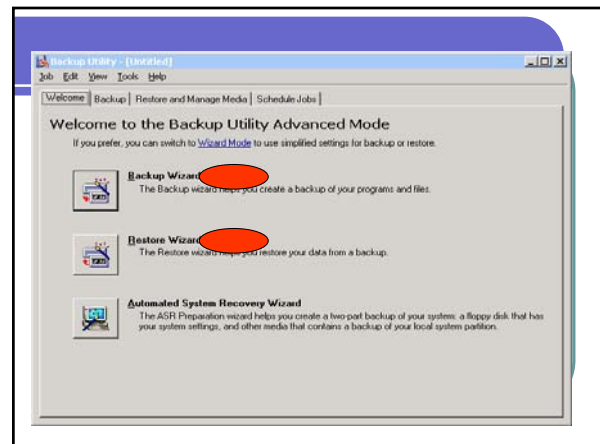 Backup Utility - [Untitled]
Job Edit View Tools Help
Welcome Backup Restore and Manage Media Schedule Jobs
Welcome to the Backup Utility Advanced Mode
If you prefer, you can switch to Wizard Mode to use simplified settings for backup or restore.
Backup Wizard
The Backup wizard helps you create a backup of your programs and files.
Restore Wizard
The Restore wizard helps you restore your data from a backup.
Automated System Recovery Wizard
The ASR Preparation wizard helps you create a two-part backup of your system: a floppy disk that has
your system settings, and other media that contains a backup of your local system partition.